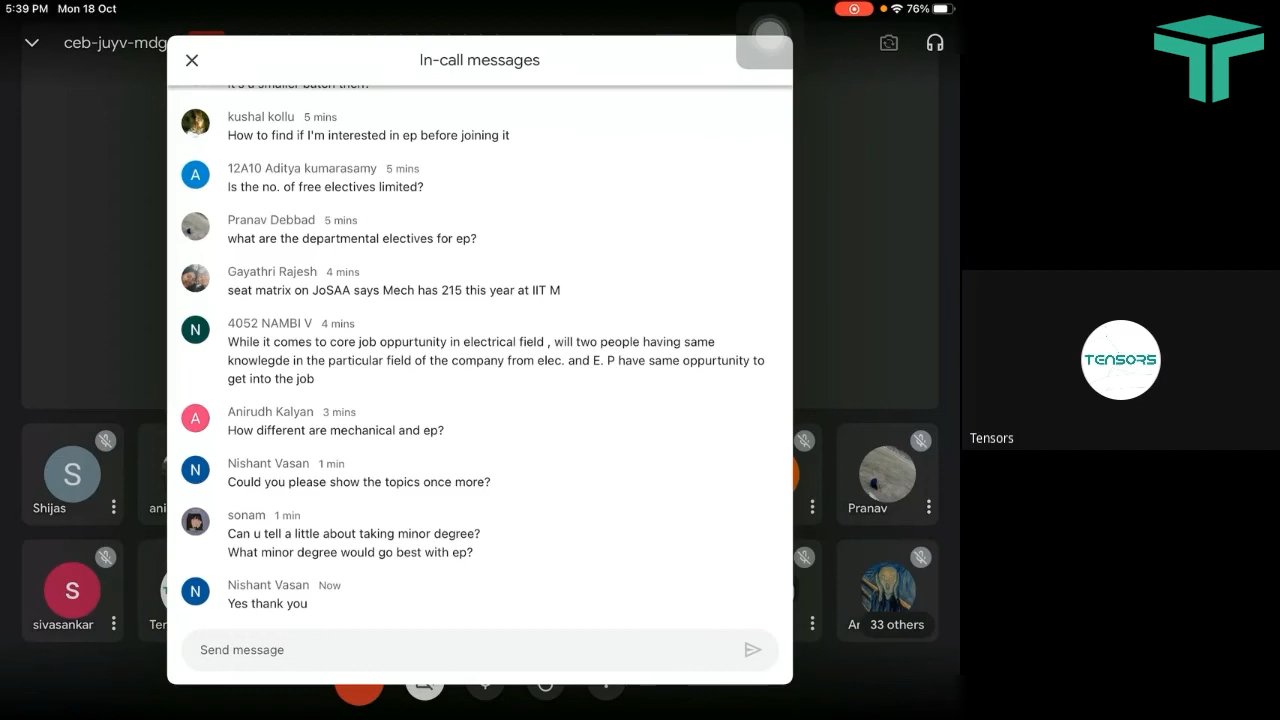 5:39 PM Mon 18 Oct
76%
ceb-juyv-mdg
In-call messages
kushal kollu 5 mins
How to find if I'm interested in ep before joining it
A
12A10 Aditya kumarasamy 5 mins
Is the no. of free electives limited?
Pranav Debbad 5 mins
what are the departmental electives for ep?
Gayathri Rajesh 4 mins
seat matrix on JoSAA says Mech has 215 this year at IIT M
N
4052 NAMBI V 4 mins
While it comes to core job oppurtunity in electrical field , will two people having same
knowlegde in the particular field of the company from elec. and E. P have same oppurtunity to
get into the job
A
Anirudh Kalyan 3 mins
How different are mechanical and ep?
N
Nishant Vasan 1 min
Could you please show the topics once more?
sonam 1 min
Can u tell a little about taking minor degree?
What minor degree would go best with ep?
N
Nishant Vasan Now
Yes thank you
Send message
S
Shijas
ani
Pranav
S
sivasankar
Ter
Ar
33 others
TENSORS
Tensors